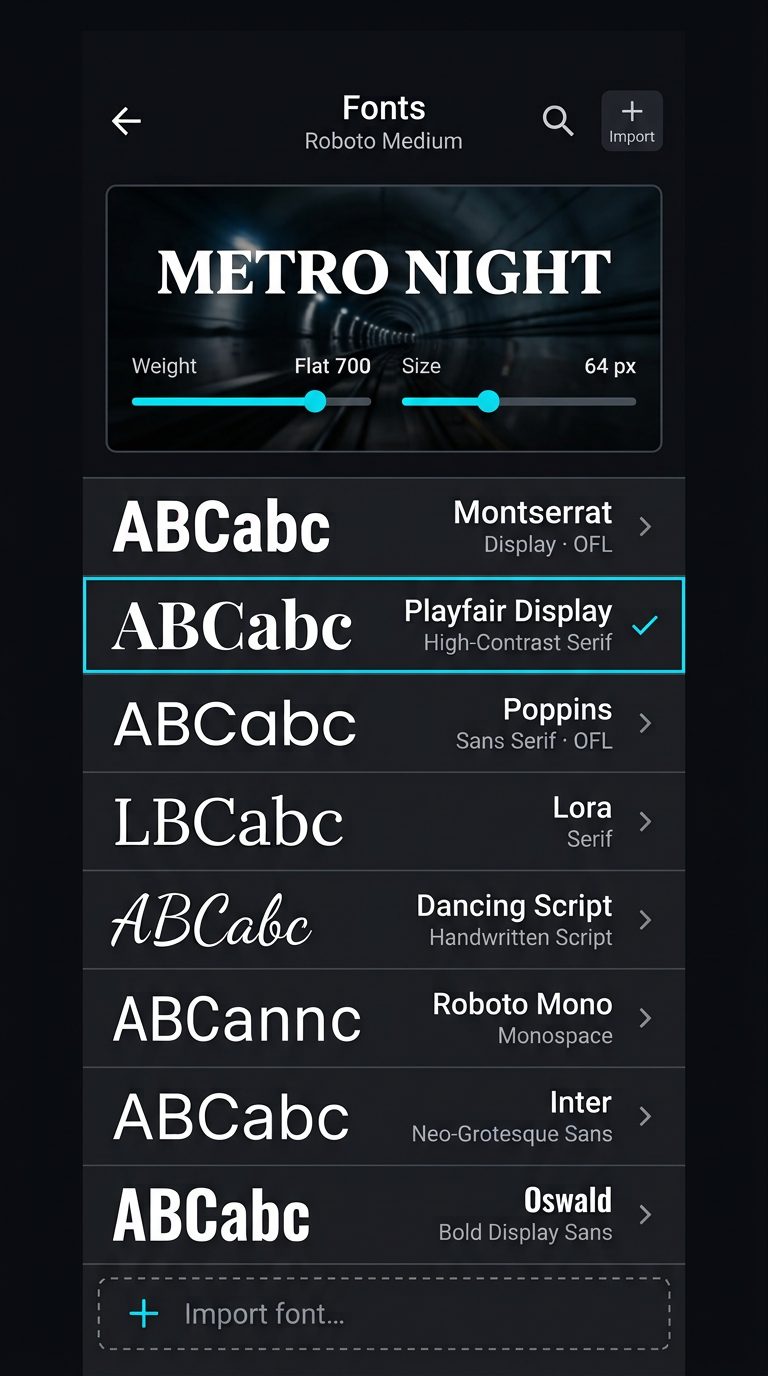 Fonts
Roboto Medium
Import
METRO NIGHT
Weight Flat 700 Size 64 px
ABCabc Montserrat
Display · OFL
ABCabc Playfair Display
High-Contrast Serif
ABCabc Poppins
Sans Serif · OFL
LBCabc Lora
Serif
ABCabc Dancing Script
Handwritten Script
ABCannc Roboto Mono
Monospace
ABCabc Inter
Neo-Grotesque Sans
ABCabc Oswald
Bold Display Sans
Import font...